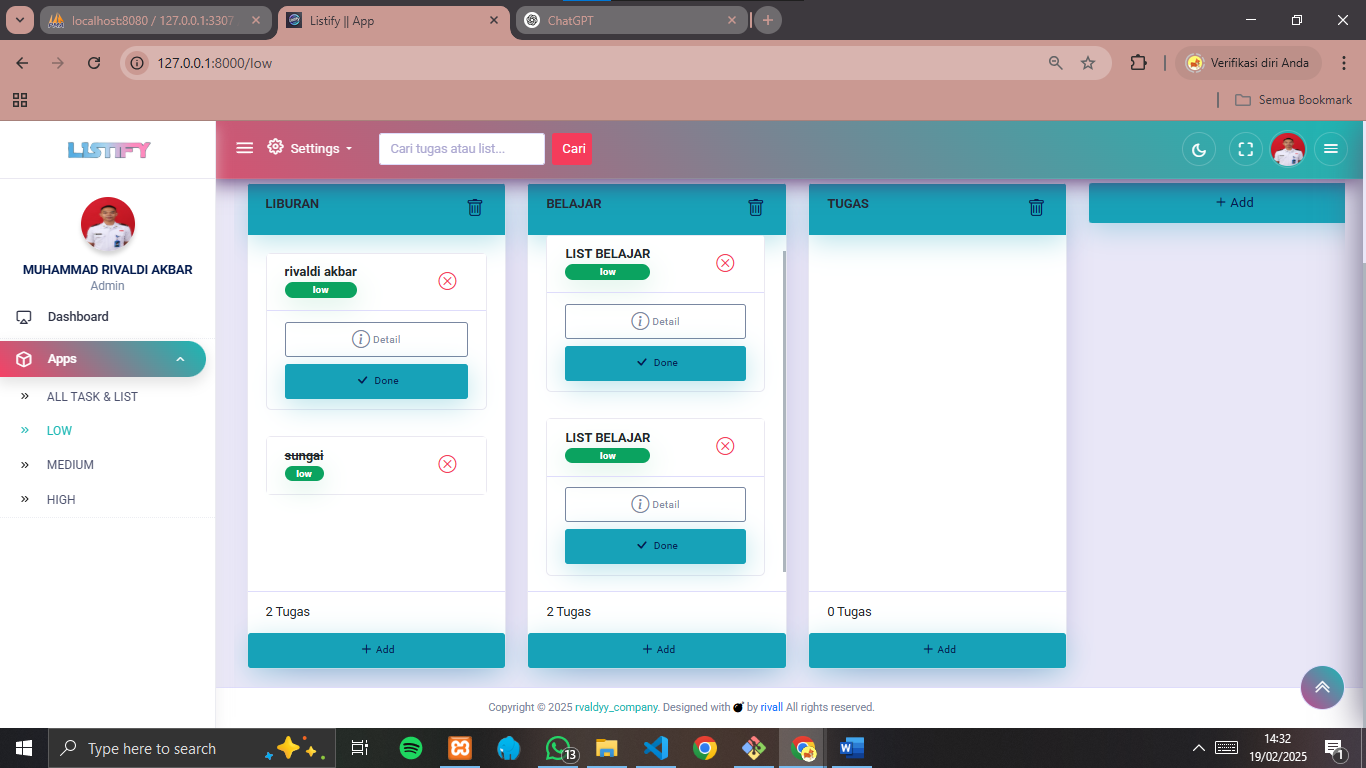 localhost:8080 / 127.0.0.1:3307
Listify || App
ChatGPT
127.0.0.1:8000/low
Verifikasi diri Anda
Semua Bookmark
LISTIFY
Settings
Cari tugas atau list...
Cari
MUHAMMAD RIVALDI AKBAR
Admin
Dashboard
Apps
ALL TASK & LIST
LOW
MEDIUM
HIGH
LIBURAN
rivaldi akbar
low
Detail
Done
sungai
low
2 Tugas
+ Add
BELAJAR
LIST BELAJAR
low
Detail
Done
LIST BELAJAR
low
Detail
Done
2 Tugas
+ Add
TUGAS
0 Tugas
+ Add
+ Add
Copyright © 2025 rvaldyy_company. Designed with 💣 by rivall All rights reserved.
Type here to search
13
14:32
19/02/2025
1